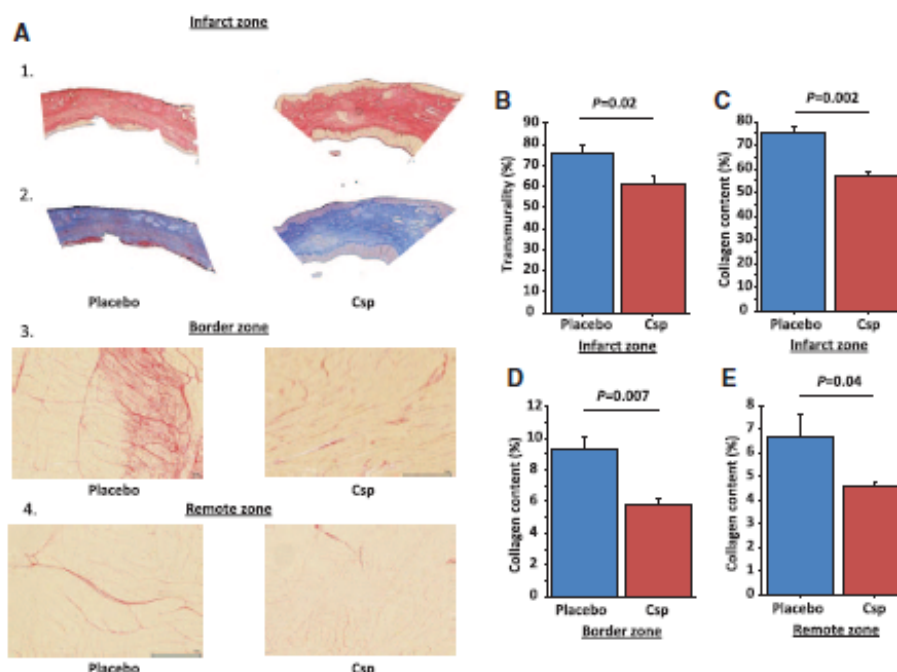 A
Infarct zone
1.
2.
Placebo
Csp
3.
Border zone
Placebo
Csp
4.
Remote zone
Placebo
Csp
B
P=0.02
Transmurality (%)
90
80
70
60
50
40
30
20
10
0
Placebo
Csp
Infarct zone
C
P=0.002
Collagen content (%)
80
70
60
50
40
30
20
10
0
Placebo
Csp
Infarct zone
D
P=0.007
Collagen content (%)
12
10
8
6
4
2
0
Placebo
Csp
Border zone
E
P=0.04
Collagen content (%)
8
7
6
5
4
3
2
1
0
Placebo
Csp
Remote zone